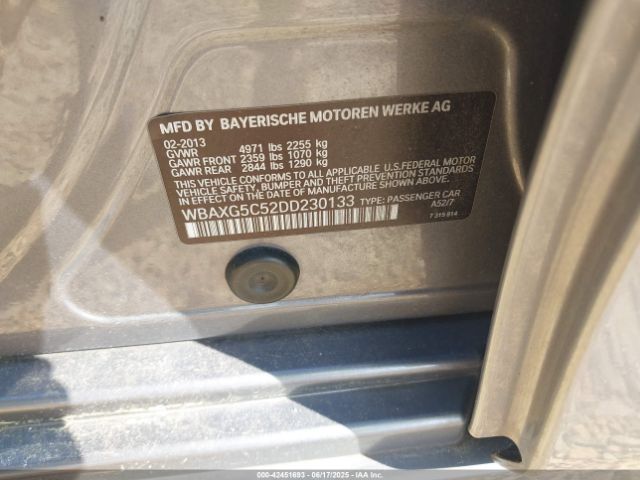 MFD BY BAYERISCHE MOTOREN WERKE AG
02-2013
GVWR 4971 lbs 2255 kg
GAWR FRONT 2359 lbs 1070 kg
GAWR REAR 2844 lbs 1290 kg
THIS VEHICLE CONFORMS TO ALL APPLICABLE U.S.FEDERAL MOTOR
VEHICLE SAFETY, BUMPER AND THEFT PREVENTION
STANDARDS IN EFFECT ON THE DATE OF MANUFACTURE SHOWN ABOVE.
WBAXG5C52DD230133 TYPE: PASSENGER CAR
A52/7
7 315 814
000-42451693 - 06/17/2025 - IAA Inc.